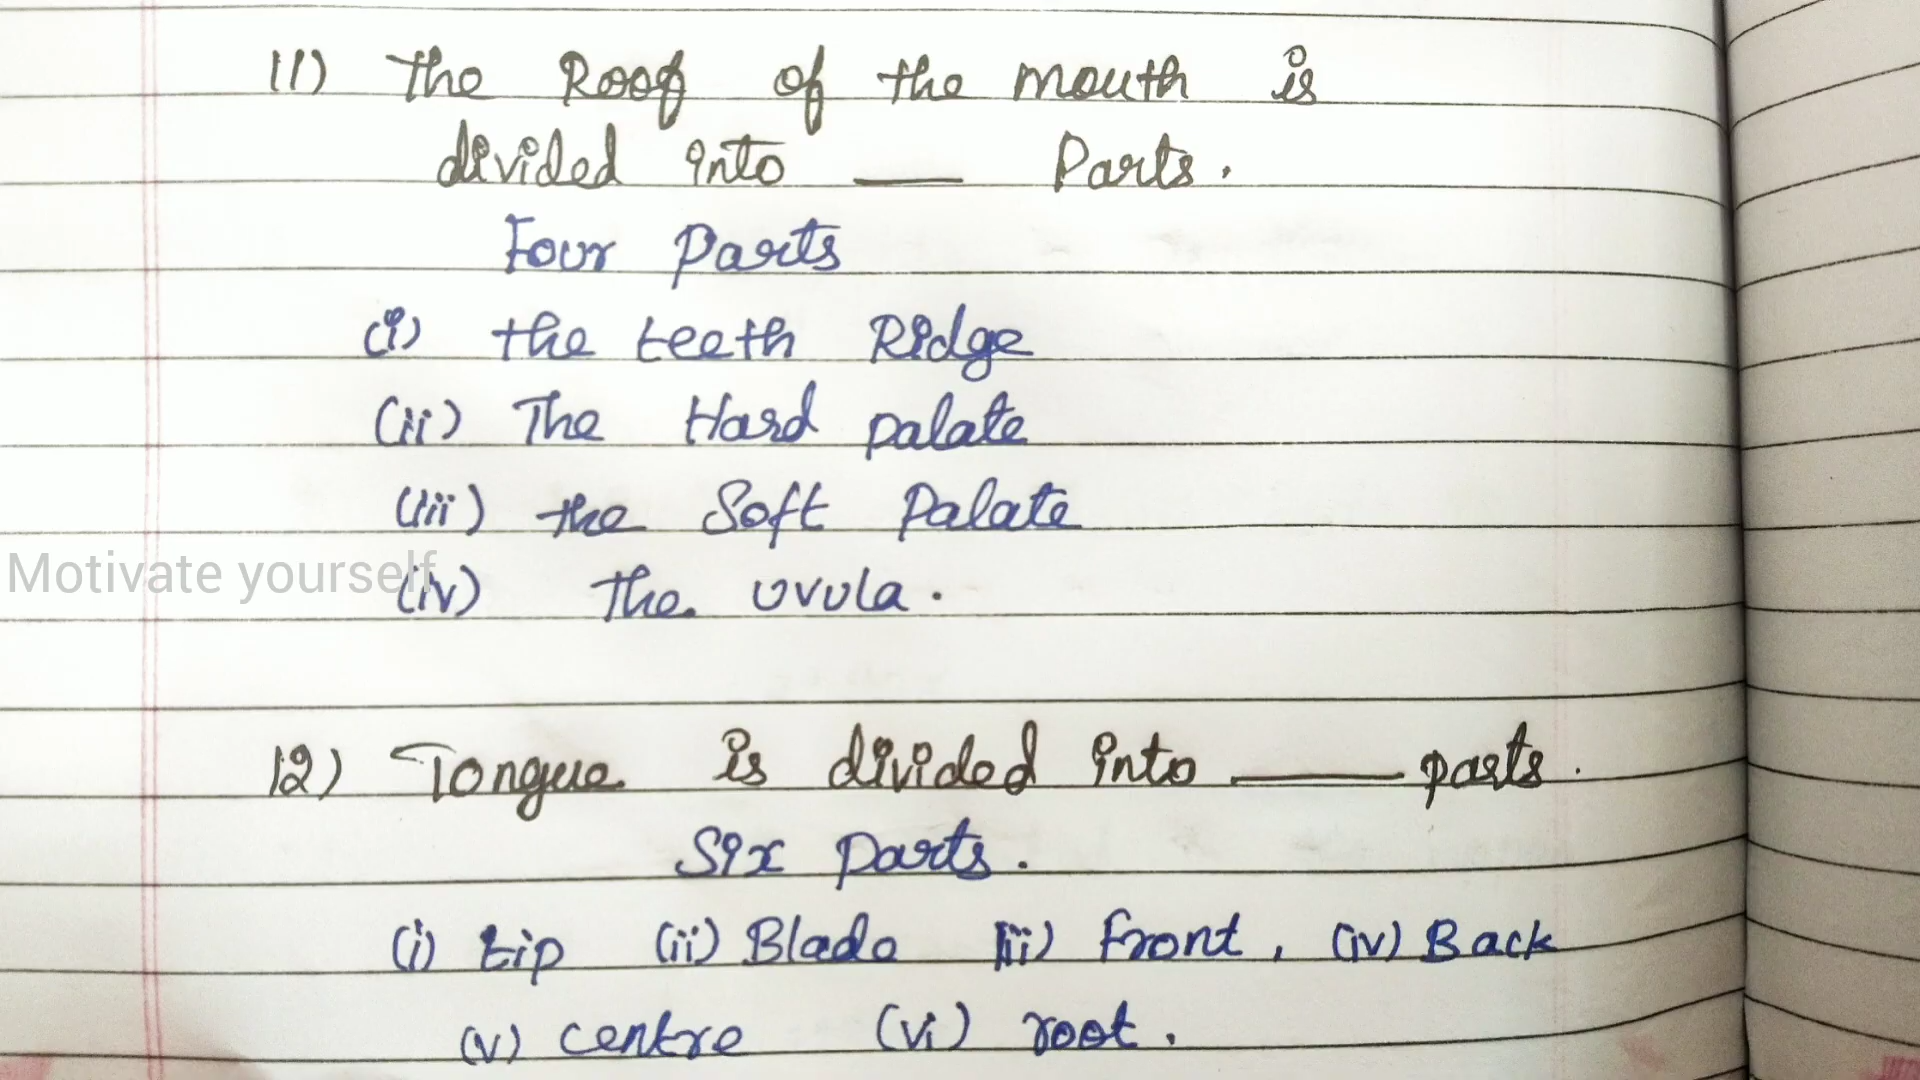 11) The Roof of the mouth is
divided into ___ Parts.
Four Parts
(i) the teeth Ridge
(ii) The Hard palate
(iii) the Soft Palate
Motivate yourself
(iv) The uvula.
12) Tongue is divided into ___ parts.
Six parts.
(i) tip (ii) Blade (iii) Front, (iv) Back
(v) centre (vi) root.